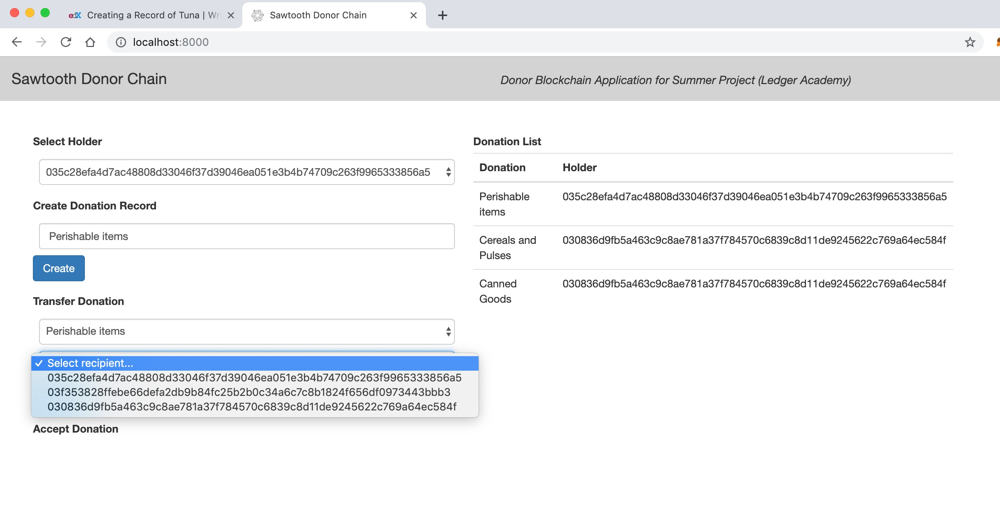 edX Creating a Record of Tuna | Wri
Sawtooth Donor Chain
localhost:8000
Sawtooth Donor Chain
Donor Blockchain Application for Summer Project (Ledger Academy)
Select Holder
035c28efa4d7ac48808d33046f37d39046ea051e3b4b74709c263f9965333856a5
Create Donation Record
Perishable items
Create
Transfer Donation
Perishable items
✓ Select recipient...
035c28efa4d7ac48808d33046f37d39046ea051e3b4b74709c263f9965333856a5
03f353828ffebe66defa2db9b84fc25b2b0c34a6c7c8b1824f656df0973443bbb3
030836d9fb5a463c9c8ae781a37f784570c6839c8d11de9245622c769a64ec584f
Accept Donation
Donation List
Donation Holder
Perishable 035c28efa4d7ac48808d33046f37d39046ea051e3b4b74709c263f9965333856a5
items
Cereals and 030836d9fb5a463c9c8ae781a37f784570c6839c8d11de9245622c769a64ec584f
Pulses
Canned 030836d9fb5a463c9c8ae781a37f784570c6839c8d11de9245622c769a64ec584f
Goods